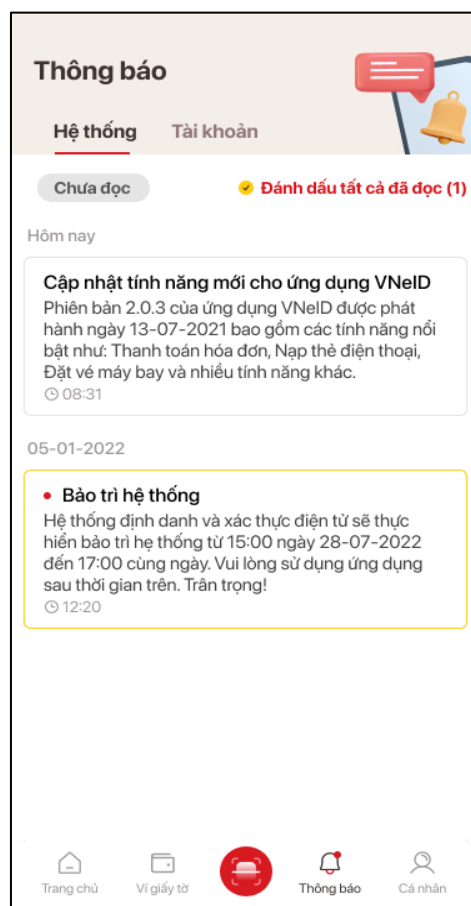 Thông báo
Hệ thống
Tài khoản
Chưa đọc
Đánh dấu tất cả đã đọc (1)
Hôm nay
Cập nhật tính năng mới cho ứng dụng VNeID
Phiên bản 2.0.3 của ứng dụng VNeID được phát
hành ngày 13-07-2021 bao gồm các tính năng nổi
bật như: Thanh toán hóa đơn, Nạp thẻ điện thoại,
Đặt vé máy bay và nhiều tính năng khác.
08:31
05-01-2022
Bảo trì hệ thống
Hệ thống định danh và xác thực điện tử sẽ thực
hiển bảo trì hẹ thống từ 15:00 ngày 28-07-2022
đến 17:00 cùng ngày. Vui lòng sử dụng ứng dụng
sau thời gian trên. Trân trọng!
12:20
Trang chủ
Ví giấy tờ
Thông báo
Cá nhân